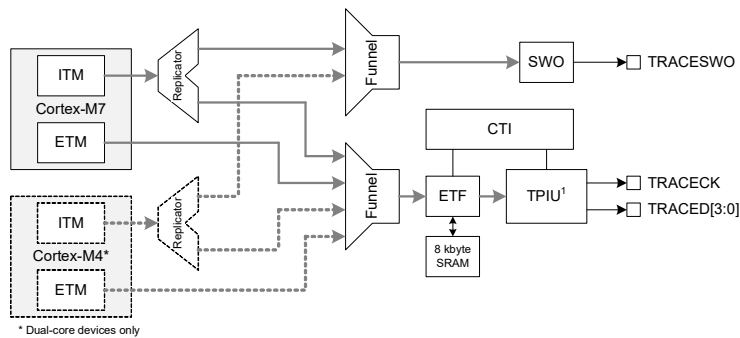 ITM
Replicator
Funnel
SWO
TRACESWO
Cortex-M7
ETM
CTI
ITM
Replicator
Funnel
ETF
TPIU¹
TRACECK
TRACED[3:0]
Cortex-M4*
8 kbyte
SRAM
ETM
* Dual-core devices only